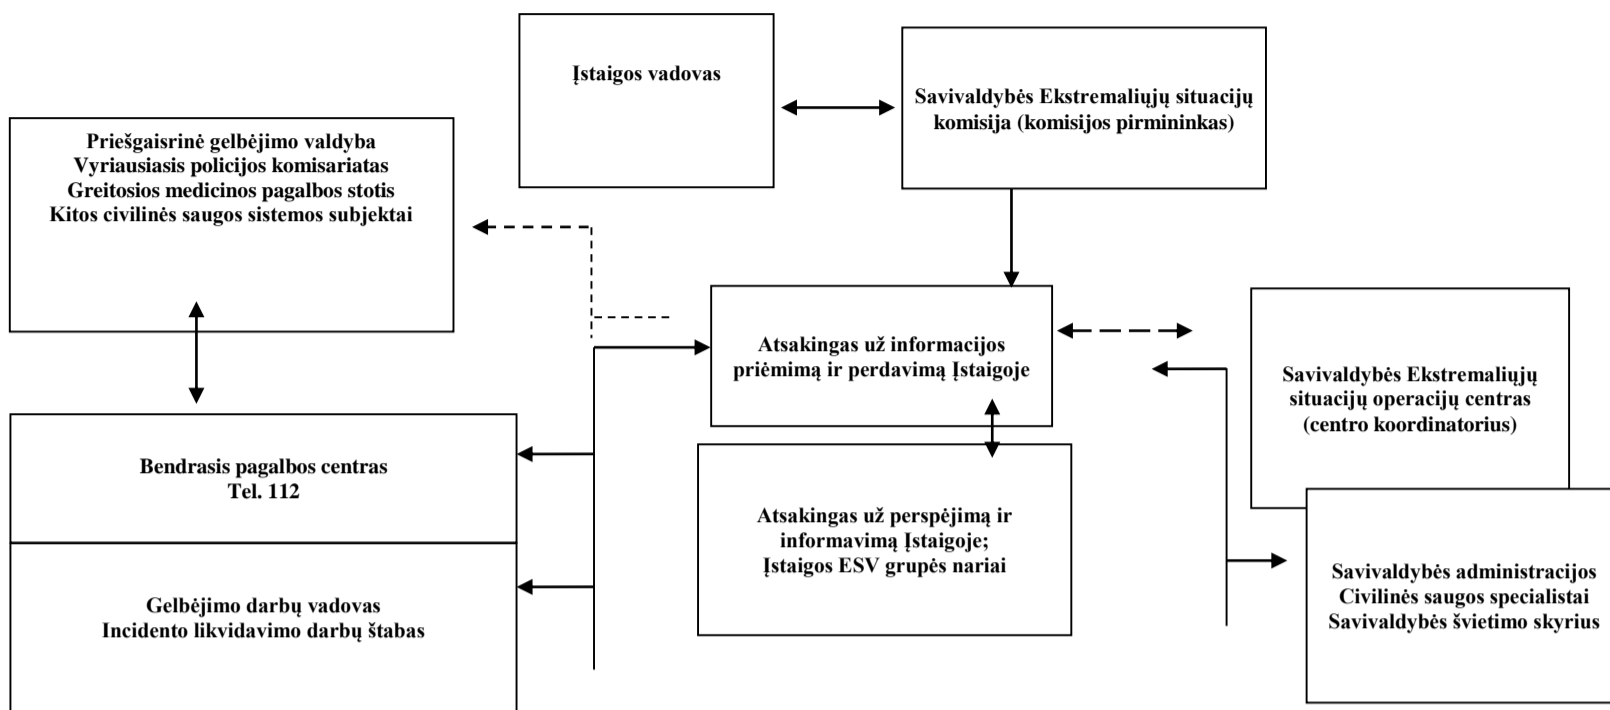 Įstaigos vadovas
Savivaldybės Ekstremaliųjų situacijų
komisija (komisijos pirmininkas)
Priešgaisrinė gelbėjimo valdyba
Vyriausiasis policijos komisariatas
Greitosios medicinos pagalbos stotis
Kitos civilinės saugos sistemos subjektai
Atsakingas už informacijos
priėmimą ir perdavimą Įstaigoje
Savivaldybės Ekstremaliųjų
situacijų operacijų centras
(centro koordinatorius)
Bendrasis pagalbos centras
Tel. 112
Atsakingas už perspėjimą ir
informavimą Įstaigoje;
Įstaigos ESV grupės nariai
Gelbėjimo darbų vadovas
Incidento likvidavimo darbų štabas
Savivaldybės administracijos
Civilinės saugos specialistai
Savivaldybės švietimo skyrius